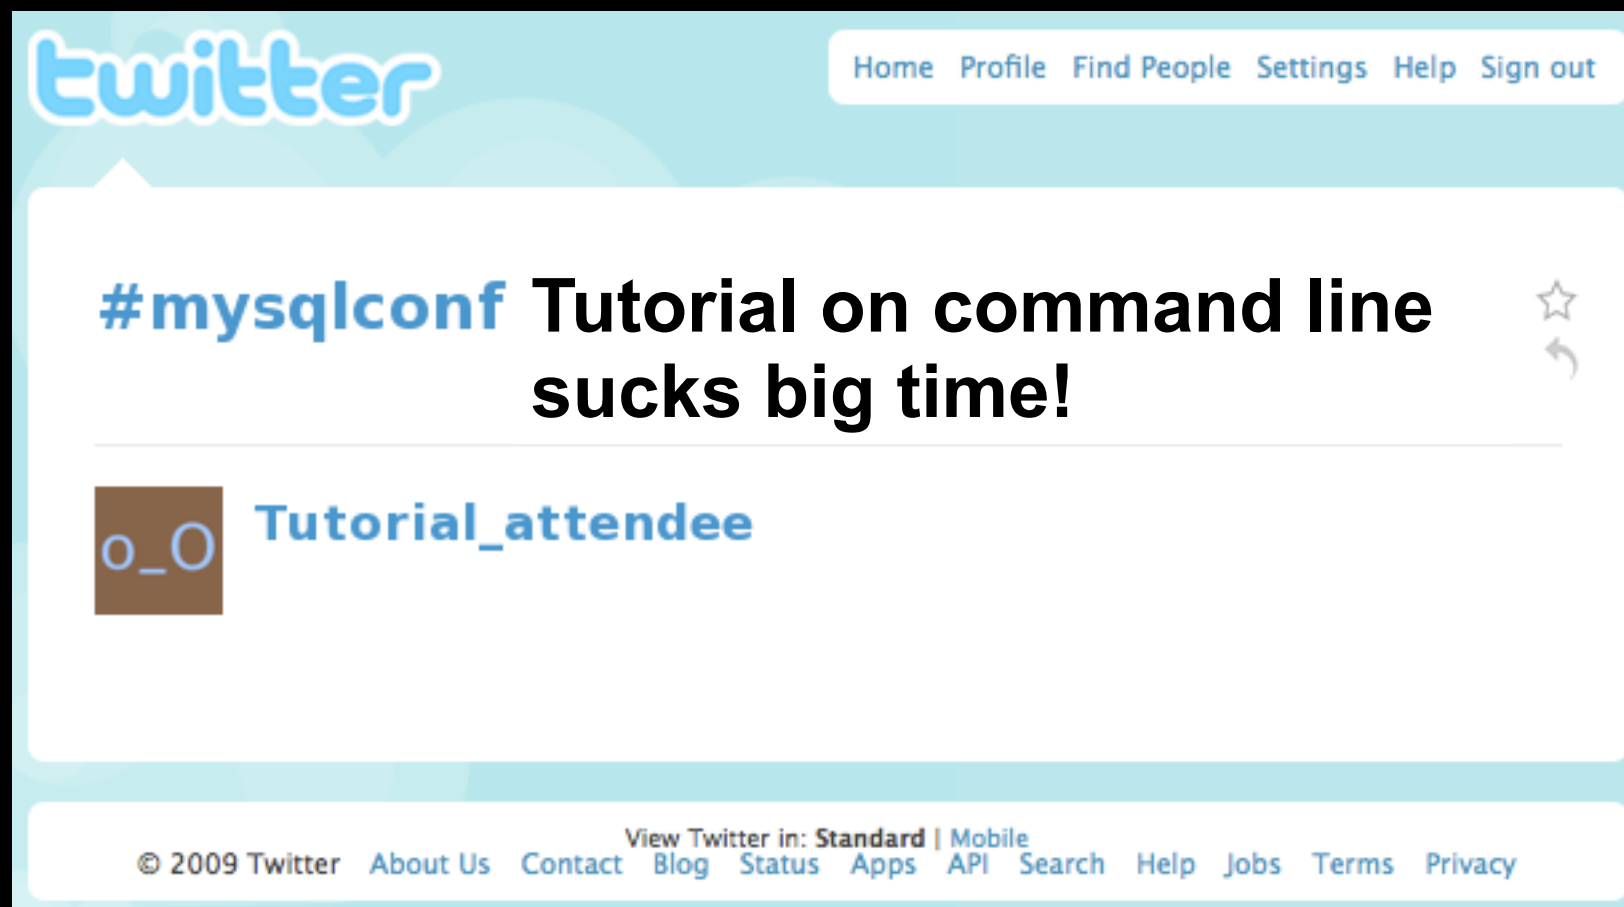 twitter
Home Profile Find People Settings Help Sign out
#mysqlconf Tutorial on command line
sucks big time!
o_O
Tutorial_attendee
View Twitter in: Standard | Mobile
© 2009 Twitter About Us Contact Blog Status Apps API Search Help Jobs Terms Privacy